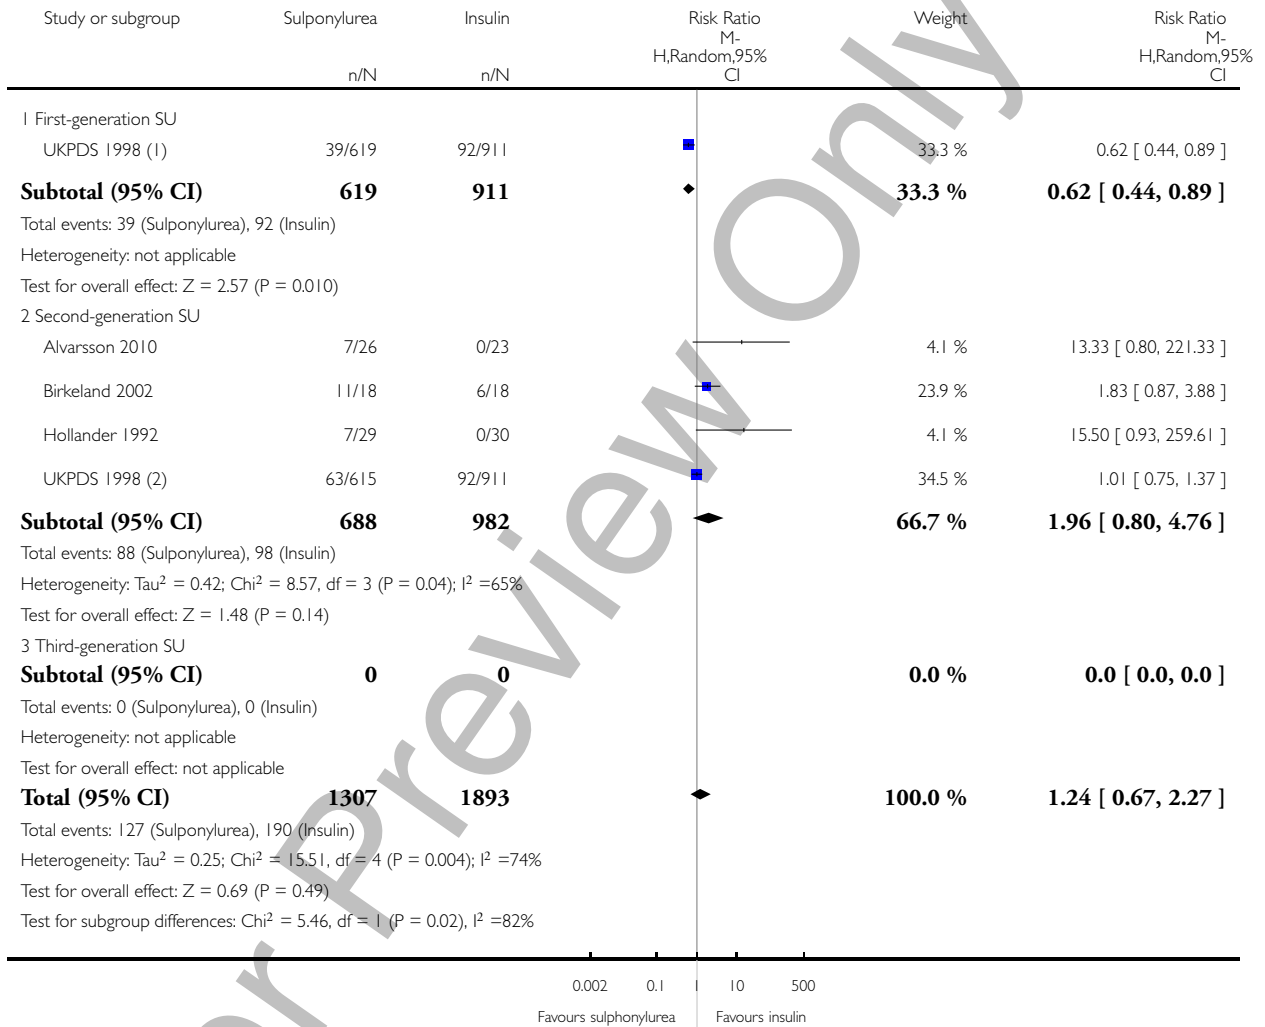 Study or subgroup Sulponylurea Insulin Risk Ratio Weight Risk Ratio
M- M-
H,Random,95% H,Random,95%
n/N n/N CI CI
1 First-generation SU
UKPDS 1998 (1) 39/619 92/911 33.3 % 0.62 [ 0.44, 0.89 ]
Subtotal (95% CI) 619 911 33.3 % 0.62 [ 0.44, 0.89 ]
Total events: 39 (Sulponylurea), 92 (Insulin)
Heterogeneity: not applicable
Test for overall effect: Z = 2.57 (P = 0.010)
2 Second-generation SU
Alvarsson 2010 7/26 0/23 4.1 % 13.33 [ 0.80, 221.33 ]
Birkeland 2002 11/18 6/18 23.9 % 1.83 [ 0.87, 3.88 ]
Hollander 1992 7/29 0/30 4.1 % 15.50 [ 0.93, 259.61 ]
UKPDS 1998 (2) 63/615 92/911 34.5 % 1.01 [ 0.75, 1.37 ]
Subtotal (95% CI) 688 982 66.7 % 1.96 [ 0.80, 4.76 ]
Total events: 88 (Sulponylurea), 98 (Insulin)
Heterogeneity: Tau² = 0.42; Chi² = 8.57, df = 3 (P = 0.04); I² =65%
Test for overall effect: Z = 1.48 (P = 0.14)
3 Third-generation SU
Subtotal (95% CI) 0 0 0.0 % 0.0 [ 0.0, 0.0 ]
Total events: 0 (Sulponylurea), 0 (Insulin)
Heterogeneity: not applicable
Test for overall effect: not applicable
Total (95% CI) 1307 1893 100.0 % 1.24 [ 0.67, 2.27 ]
Total events: 127 (Sulponylurea), 190 (Insulin)
Heterogeneity: Tau² = 0.25; Chi² = 15.51, df = 4 (P = 0.004); I² =74%
Test for overall effect: Z = 0.69 (P = 0.49)
Test for subgroup differences: Chi² = 5.46, df = 1 (P = 0.02), I² =82%
0.002 0.1 1 10 500
Favours sulphonylurea Favours insulin
r Preview Only